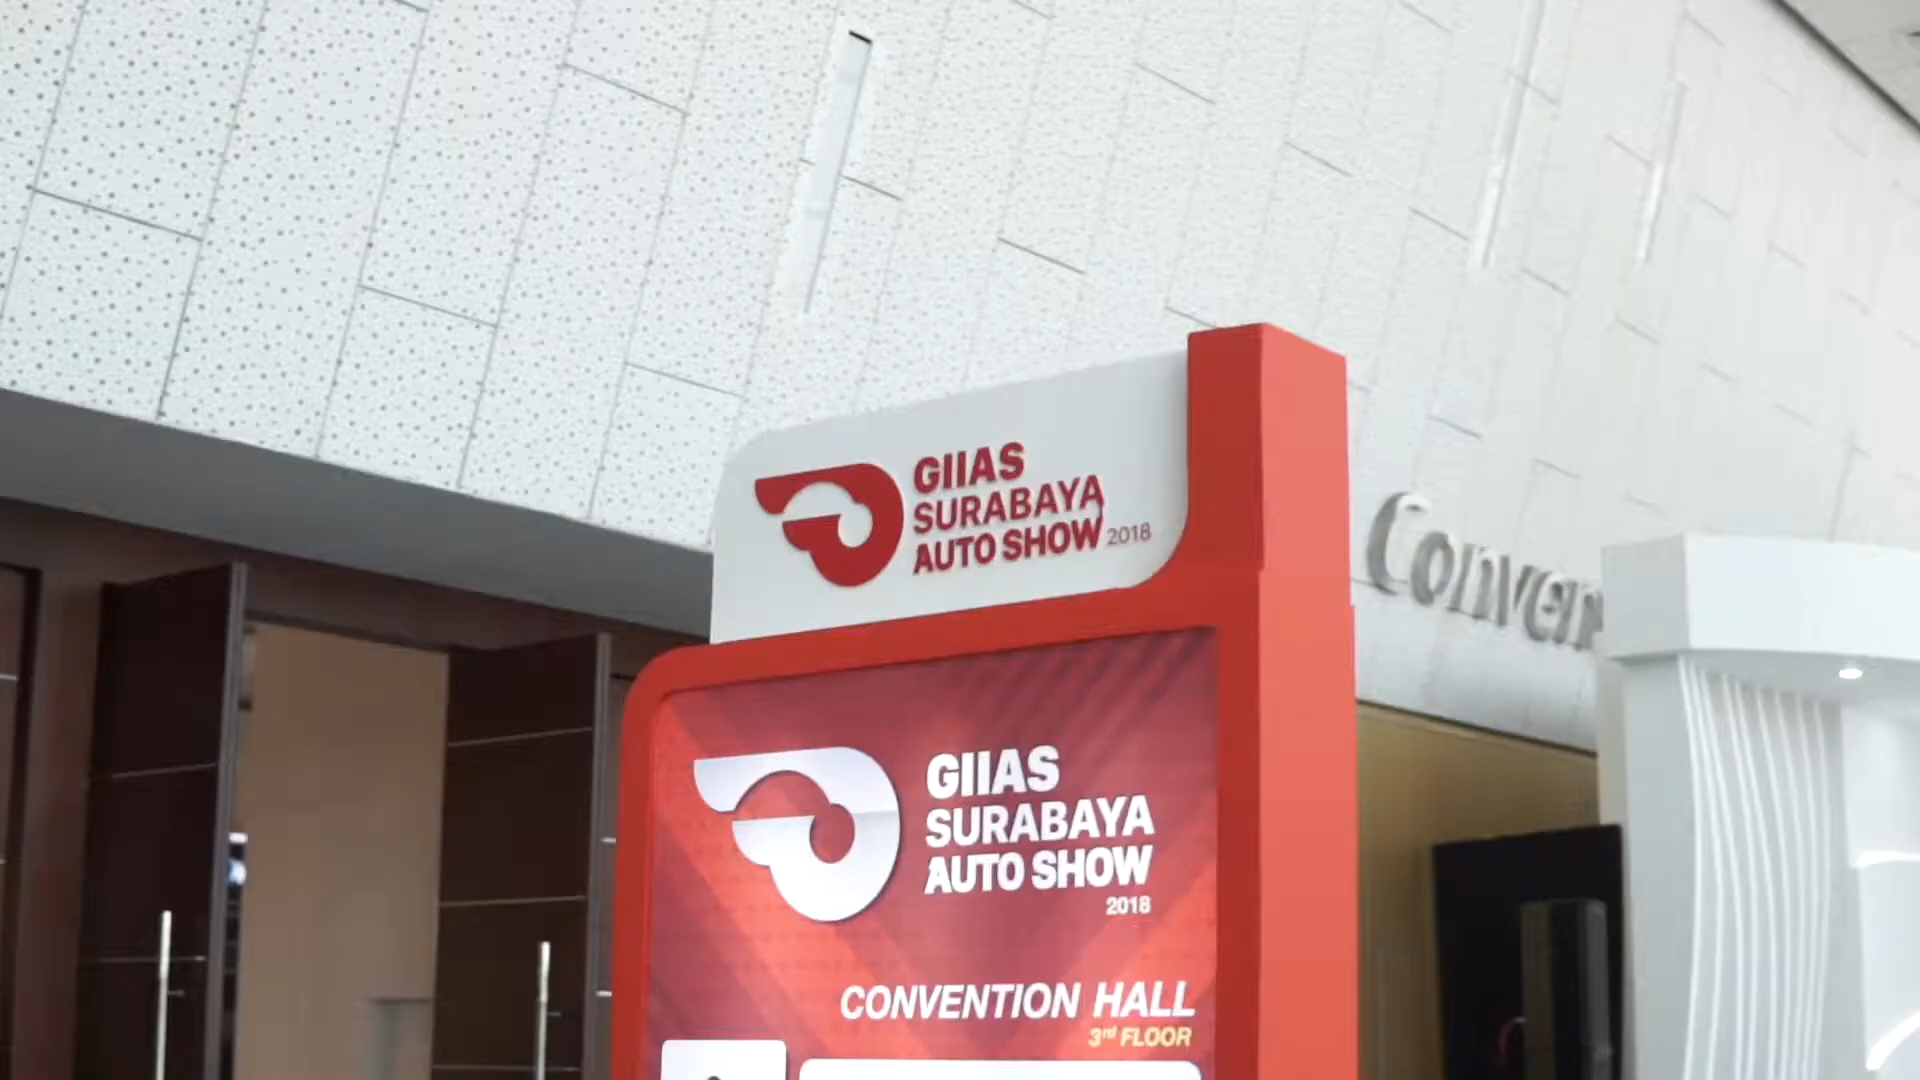 GIIAS
SURABAYA
AUTO SHOW 2018
Conven
GIIAS
SURABAYA
AUTO SHOW
2018
CONVENTION HALL
3rd FLOOR